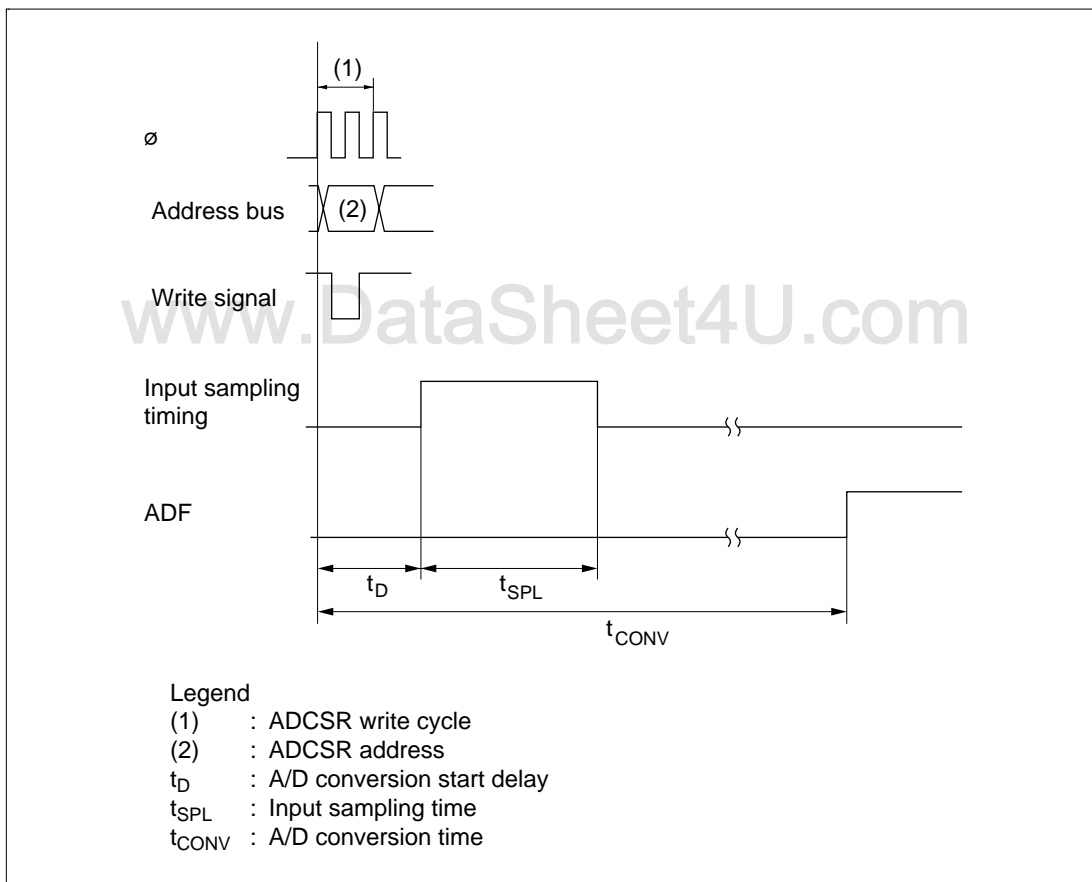 (1)
ø
Address bus
(2)
Write signal
www.DataSheet4U.com
Input sampling
timing
ADF
tD
tSPL
tCONV
Legend
(1) : ADCSR write cycle
(2) : ADCSR address
tD : A/D conversion start delay
tSPL : Input sampling time
tCONV : A/D conversion time